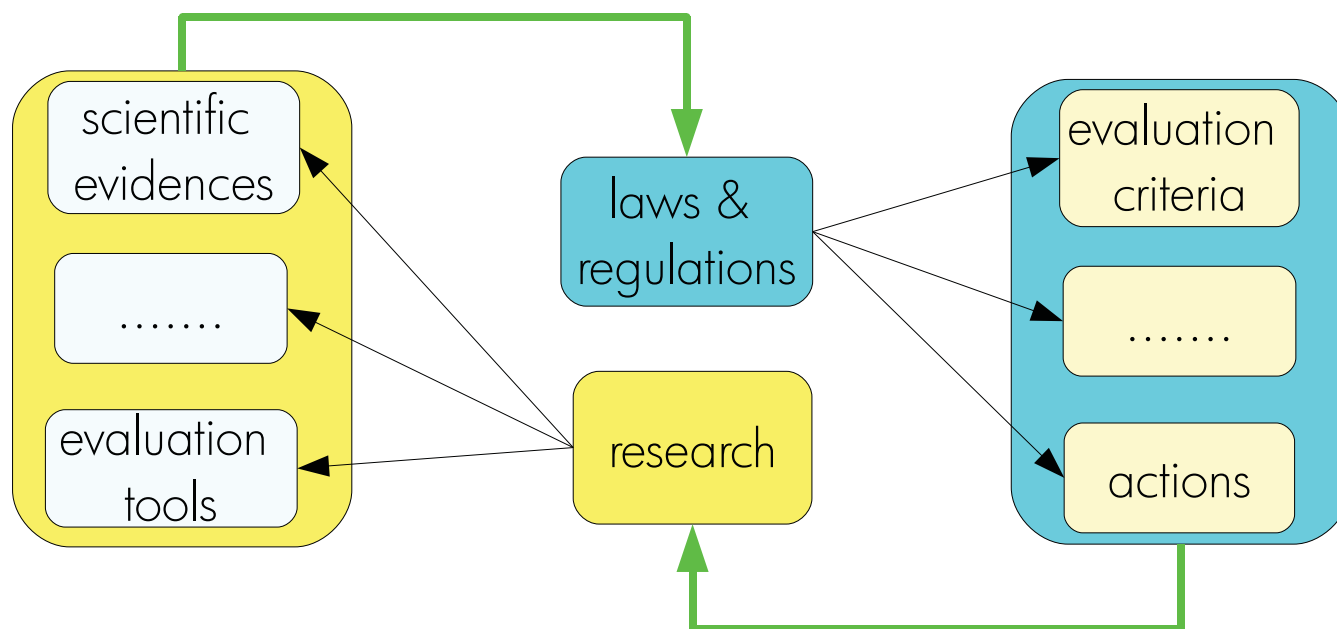 scientific
evidences
.......
evaluation
tools
laws &
regulations
research
evaluation
criteria
.......
actions